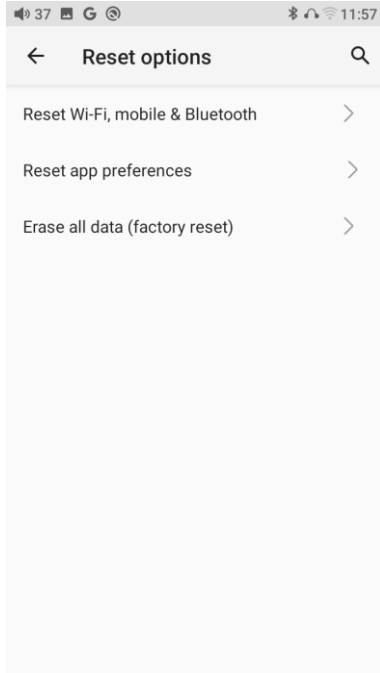 37 G 11:57
Reset options
Reset Wi-Fi, mobile & Bluetooth
Reset app preferences
Erase all data (factory reset)